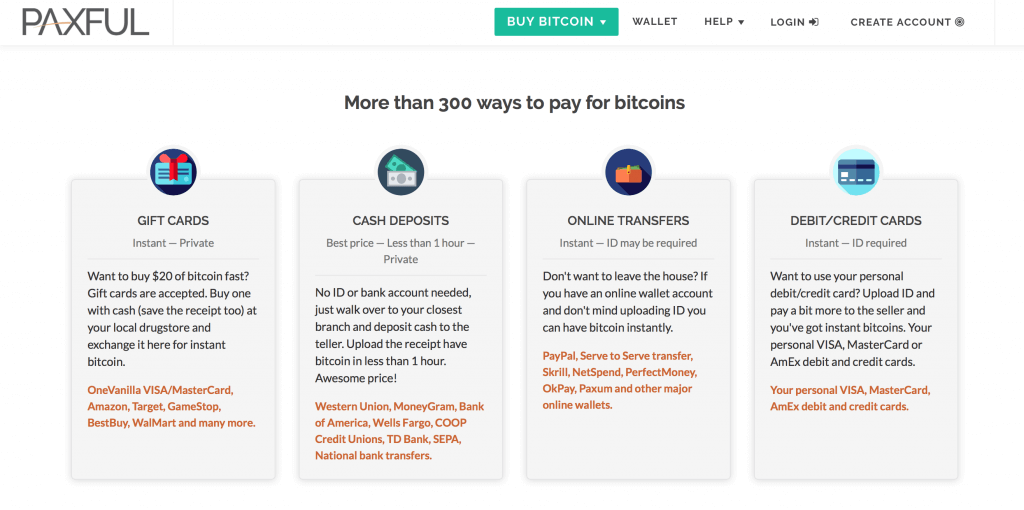 PAXFUL
BUY BITCOIN
WALLET
HELP
LOGIN
CREATE ACCOUNT
More than 300 ways to pay for bitcoins
GIFT CARDS
Instant — Private
Want to buy $20 of bitcoin fast?
Gift cards are accepted. Buy one
with cash (save the receipt too) at
your local drugstore and
exchange it here for instant
bitcoin.
OneVanilla VISA/MasterCard,
Amazon, Target, GameStop,
BestBuy, WalMart and many more.
CASH DEPOSITS
Best price — Less than 1 hour —
Private
No ID or bank account needed,
just walk over to your closest
branch and deposit cash to the
teller. Upload the receipt have
bitcoin in less than 1 hour.
Awesome price!
Western Union, MoneyGram, Bank
of America, Wells Fargo, COOP
Credit Unions, TD Bank, SEPA,
National bank transfers.
ONLINE TRANSFERS
Instant — ID may be required
Don't want to leave the house? If
you have an online wallet account
and don't mind uploading ID you
can have bitcoin instantly.
PayPal, Serve to Serve transfer,
Skrill, NetSpend, PerfectMoney,
OkPay, Paxum and other major
online wallets.
DEBIT/CREDIT CARDS
Instant — ID required
Want to use your personal
debit/credit card? Upload ID and
pay a bit more to the seller and
you've got instant bitcoins. Your
personal VISA, MasterCard or
AmEx debit and credit cards.
Your personal VISA, MasterCard,
AmEx debit and credit cards.